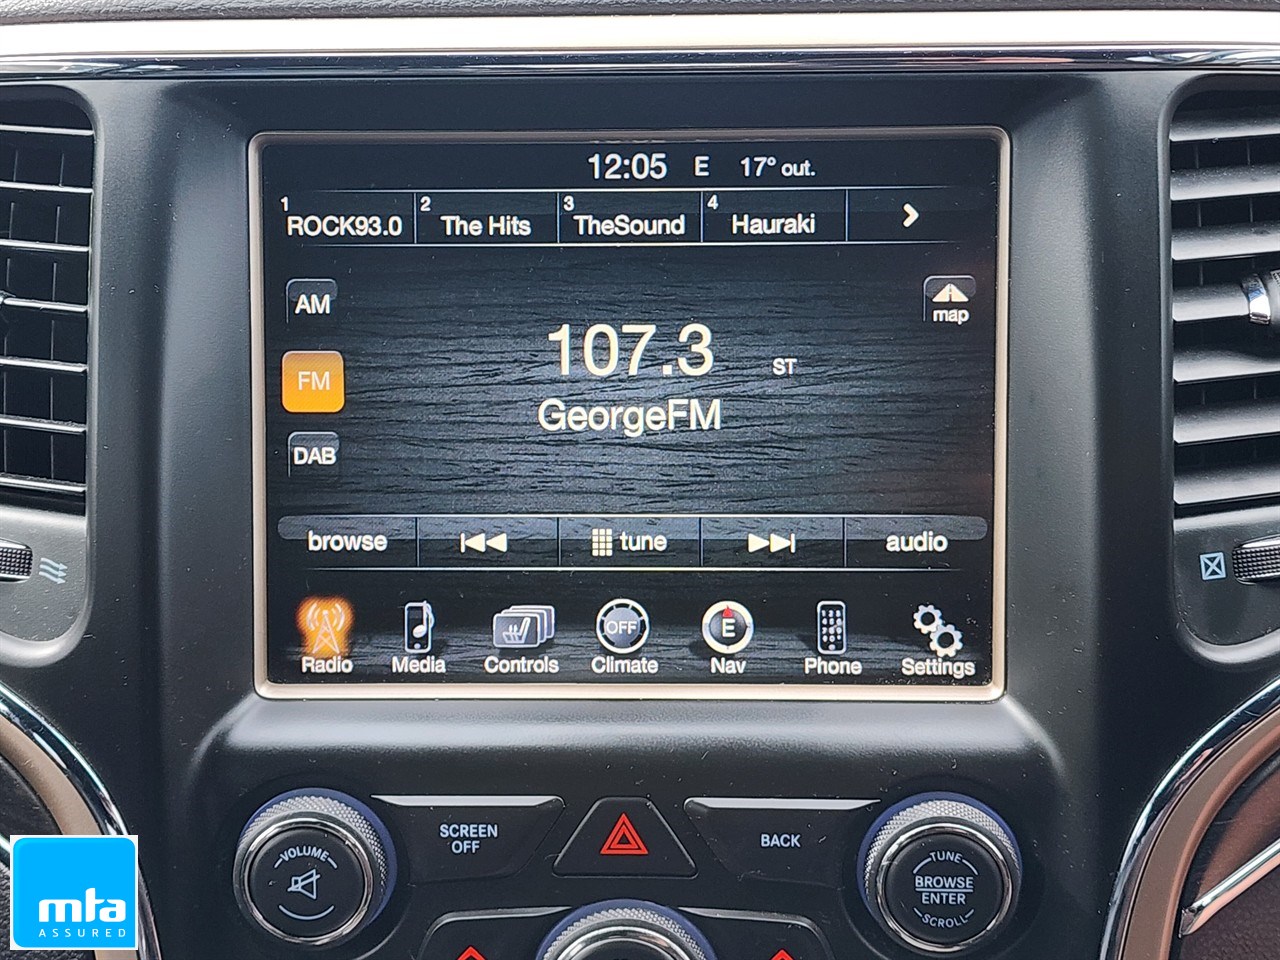 12:05 E 17° out.
1 ROCK93.0 2 The Hits 3 TheSound 4 Hauraki
AM
map
107.3 ST
FM
GeorgeFM
DAB
browse tune audio
OFF E
Radio Media Controls Climate Nav Phone Settings
SCREEN
OFF
BACK
VOLUME
TUNE
BROWSE
ENTER
SCROLL
mta
ASSURED